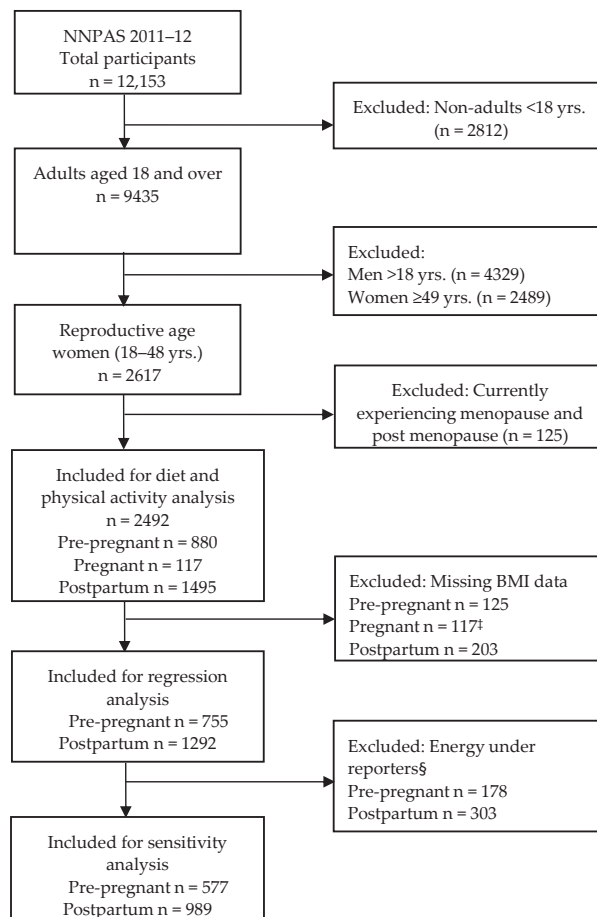 NNPAS 2011–12
Total participants
n = 12,153
Excluded: Non-adults <18 yrs.
(n = 2812)
Adults aged 18 and over
n = 9435
Excluded:
Men >18 yrs. (n = 4329)
Women ≥49 yrs. (n = 2489)
Reproductive age
women (18–48 yrs.)
n = 2617
Excluded: Currently
experiencing menopause and
post menopause (n = 125)
Included for diet and
physical activity analysis
n = 2492
Pre-pregnant = 880
Pregnant = 117
Postpartum = 1495
Excluded: Missing BMI data
Pre-pregnant n = 125
Pregnant n = 117‡
Postpartum n = 203
Included for regression
analysis
Pre-pregnant n = 755
Postpartum n = 1292
Excluded: Energy under
reporters§
Pre-pregnant n = 178
Postpartum n = 303
Included for sensitivity
analysis
Pre-pregnant n = 577
Postpartum n = 989